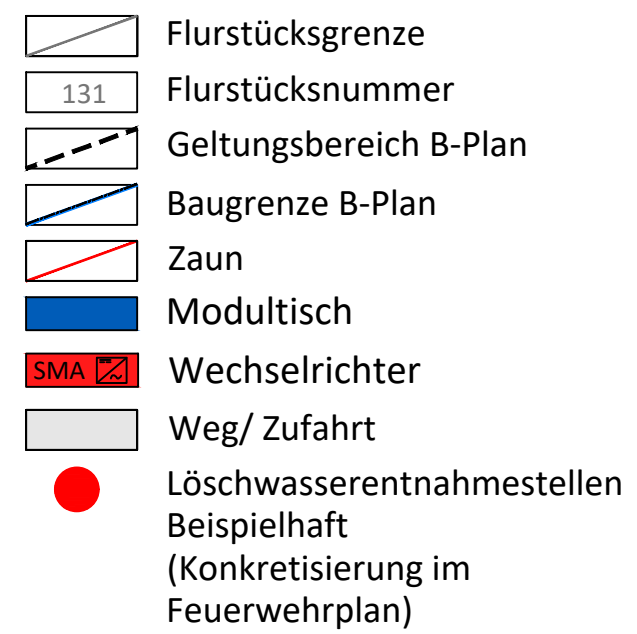 Flurstücksgrenze
131 Flurstücksnummer
Geltungsbereich B-Plan
Baugrenze B-Plan
Zaun
Modultisch
SMA Wechselrichter
Weg/ Zufahrt
Löschwasserentnahmestellen
Beispielhaft
(Konkretisierung im
Feuerwehrplan)